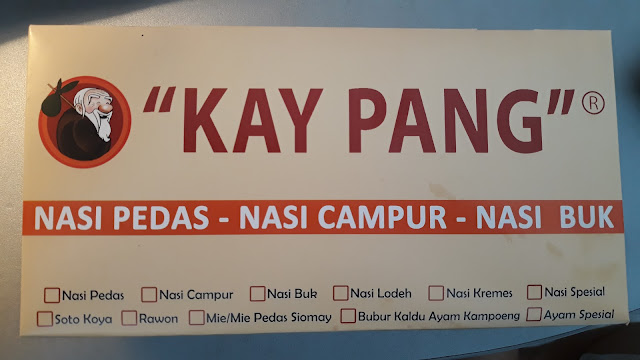 "KAY PANG"®
NASI PEDAS - NASI CAMPUR - NASI BUK
Nasi Pedas Nasi Campur Nasi Buk Nasi Lodeh Nasi Kremes Nasi Spesial
Soto Koya Rawon Mie/Mie Pedas Siomay Bubur Kaldu Ayam Kampoeng Ayam Spesial